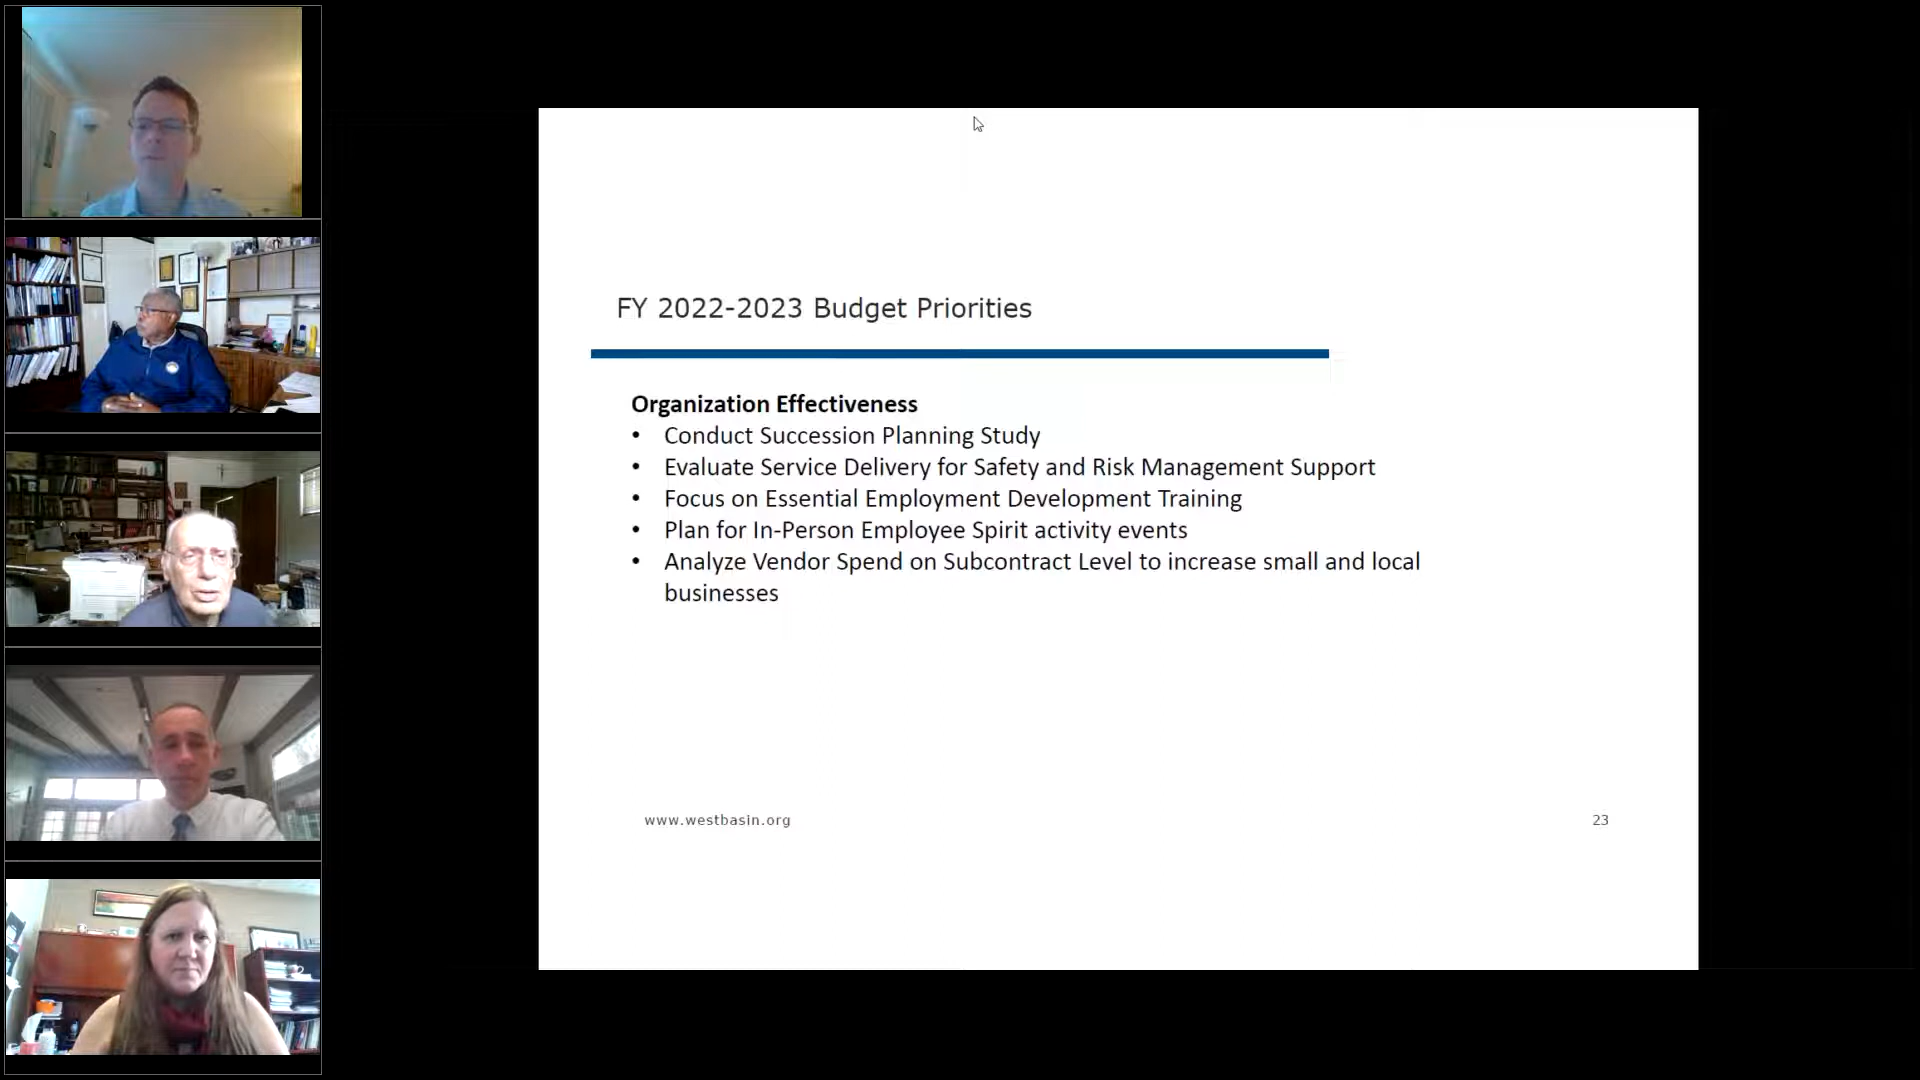 FY 2022-2023 Budget Priorities
Organization Effectiveness
• Conduct Succession Planning Study
• Evaluate Service Delivery for Safety and Risk Management Support
• Focus on Essential Employment Development Training
• Plan for In-Person Employee Spirit activity events
• Analyze Vendor Spend on Subcontract Level to increase small and local
businesses
www.westbasin.org
23